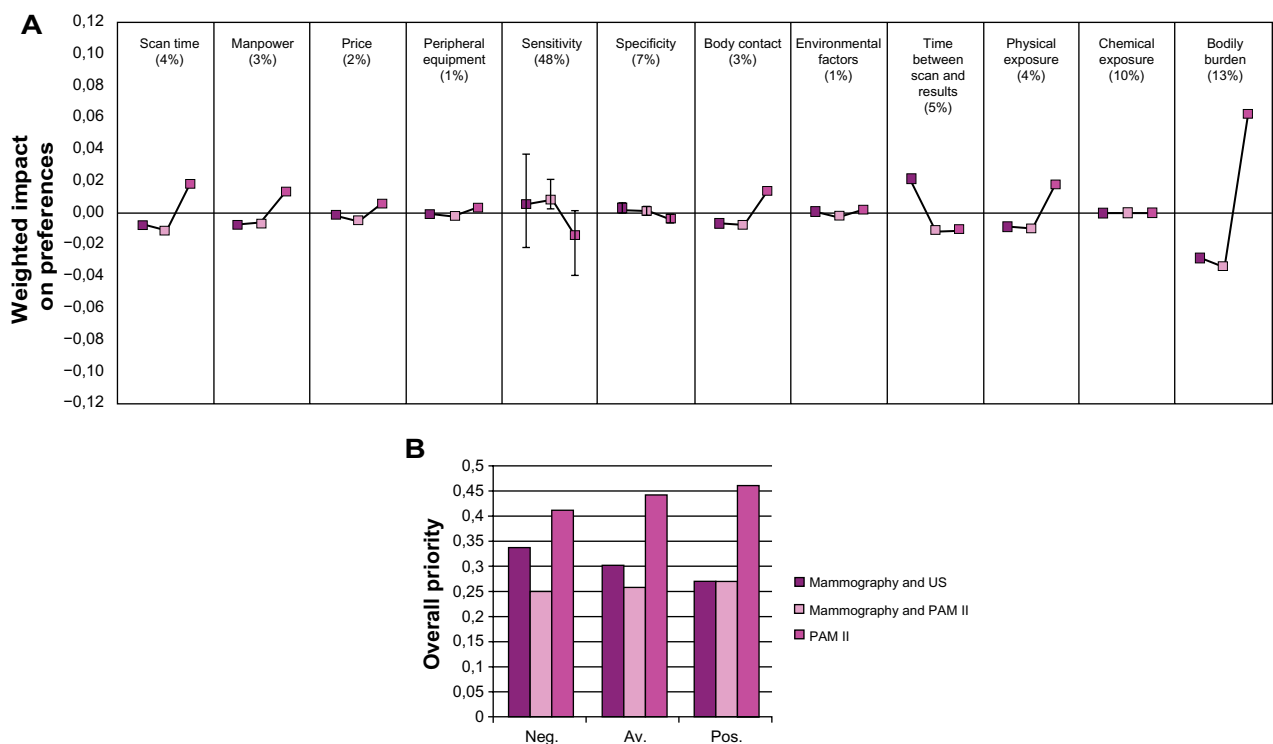 A
Weighted impact
on preferences
0,12
0,10
0,08
0,06
0,04
0,02
0,00
−0,02
−0,04
−0,06
−0,08
−0,10
−0,12
Scan time
(4%)
Manpower
(3%)
Price
(2%)
Peripheral
equipment
(1%)
Sensitivity
(48%)
Specificity
(7%)
Body contact
(3%)
Environmental
factors
(1%)
Time
between
scan and
results
(5%)
Physical
exposure
(4%)
Chemical
exposure
(10%)
Bodily
burden
(13%)
B
Overall priority
0,5
0,45
0,4
0,35
0,3
0,25
0,2
0,15
0,1
0,05
0
Neg.
Av.
Pos.
Mammography and US
Mammography and PAM II
PAM II